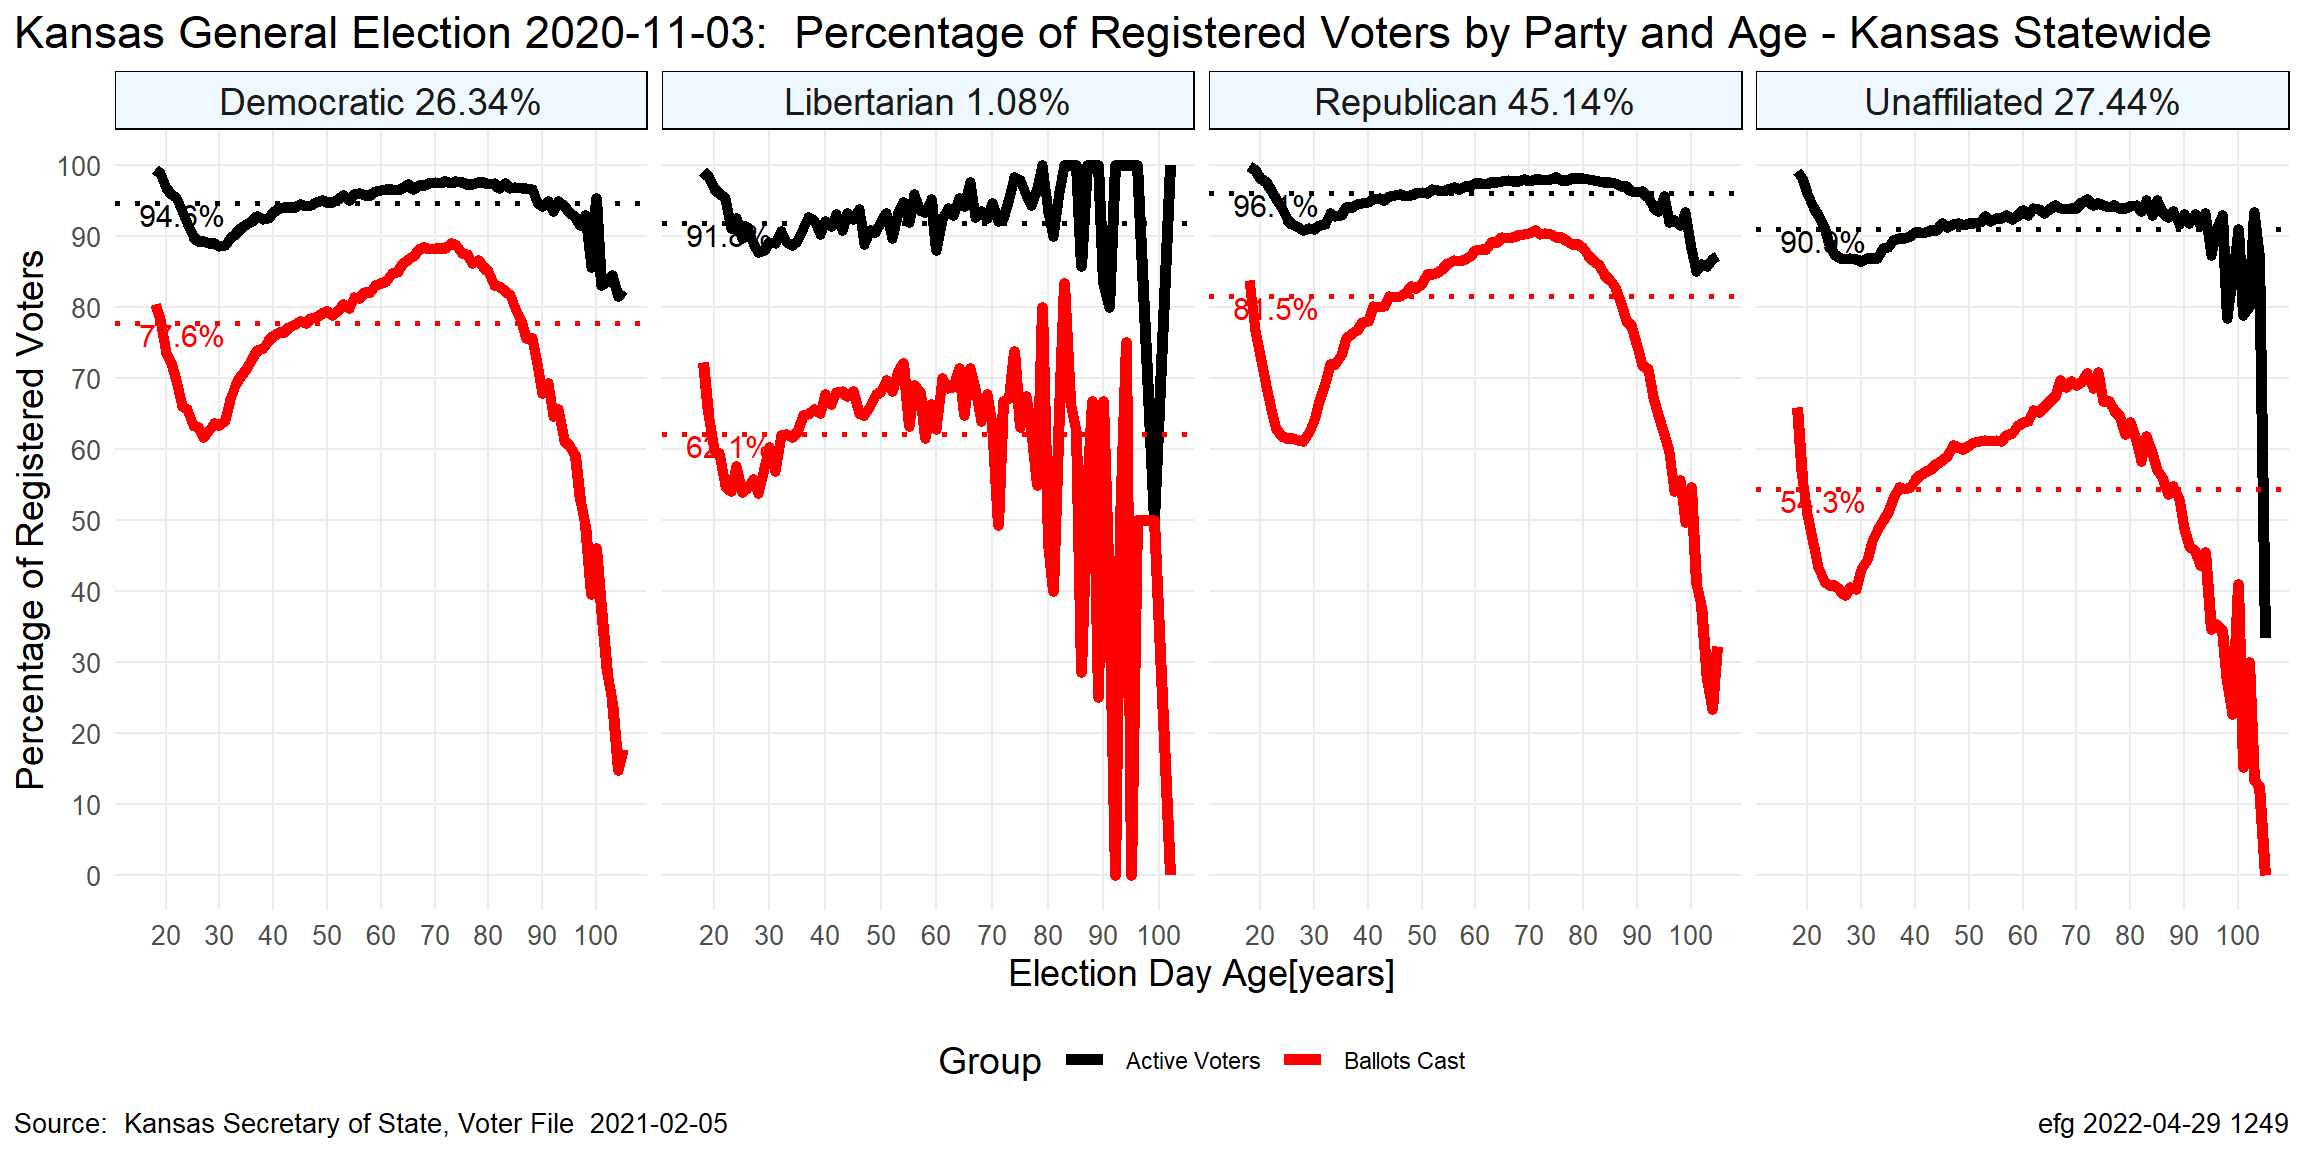 Kansas General Election 2020-11-03:  Percentage of Registered Voters by Party and Age - Kansas Statewide
Democratic 26.34%
Libertarian 1.08%
Republican 45.14%
Unaffiliated 27.44%
Percentage of Registered Voters
100
90
80
70
60
50
40
30
20
10
0
94.6%
77.6%
91.8%
62.1%
96.1%
81.5%
90.9%
54.3%
20 30 40 50 60 70 80 90 100
20 30 40 50 60 70 80 90 100
20 30 40 50 60 70 80 90 100
20 30 40 50 60 70 80 90 100
Election Day Age[years]
Group Active Voters Ballots Cast
Source:  Kansas Secretary of State, Voter File  2021-02-05
efg 2022-04-29 1249